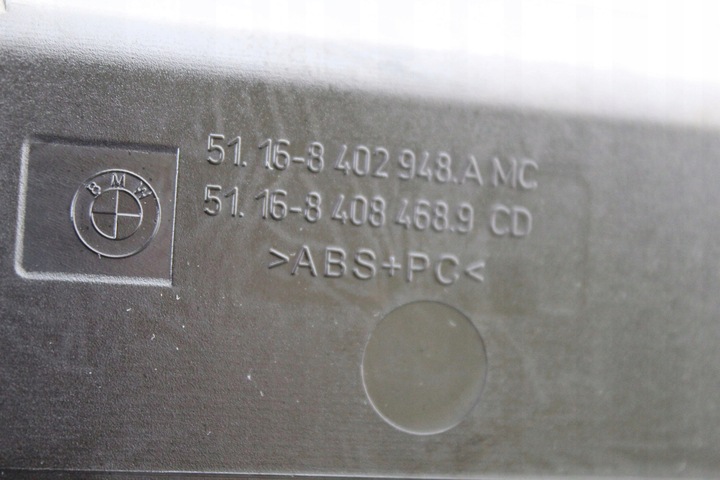 BMW
51.16-8 402 948.A MC
51.16-8 408 468.9 CD
>ABS+PC<